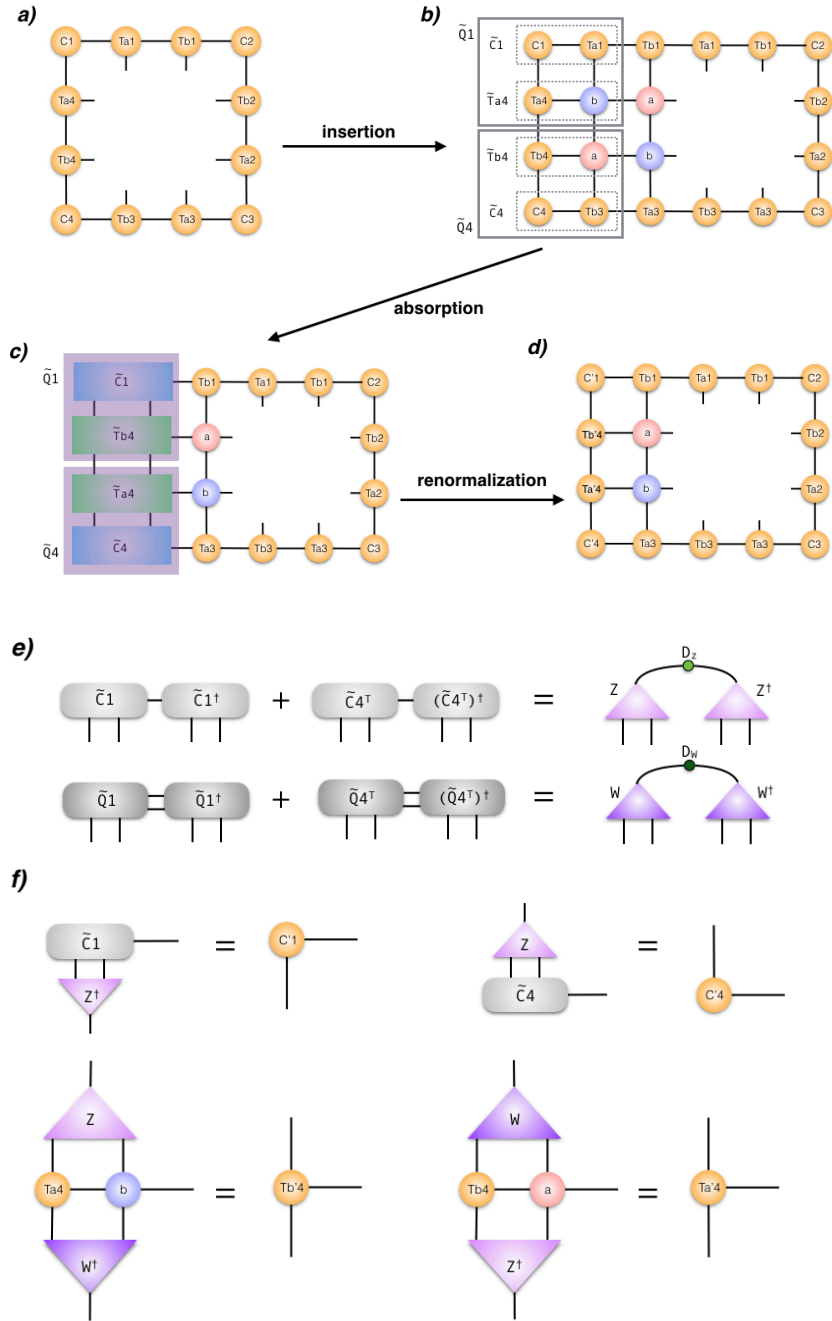 a)
C1 Ta1 Tb1 C2
Ta4 Tb2
Tb4 Ta2
C4 Tb3 Ta3 C3
insertion
b)
Q̃1 C̃1 C1 Ta1 Tb1 Ta1 Tb1 C2
T̃a4 Ta4 b a Tb2
T̃b4 Tb4 a b Ta2
Q̃4 C̃4 C4 Tb3 Ta3 Tb3 Ta3 C3
absorption
c)
Q̃1 C̃1 Tb1 Ta1 Tb1 C2
T̃b4 a Tb2
T̃a4 b Ta2
Q̃4 C̃4 Ta3 Tb3 Ta3 C3
renormalization
d)
C'1 Tb1 Ta1 Tb1 C2
Tb'4 a Tb2
Ta'4 b Ta2
C'4 Ta3 Tb3 Ta3 C3
e)
C̃1 C̃1† + C̃4ᵀ (C̃4ᵀ)† = Z Dz Z†
Q̃1 Q̃1† + Q̃4ᵀ (Q̃4ᵀ)† = W Dw W†
f)
C̃1 Z† = C'1
Z C̃4 = C'4
Z Ta4 b W† = Tb'4
W Tb4 a Z† = Ta'4